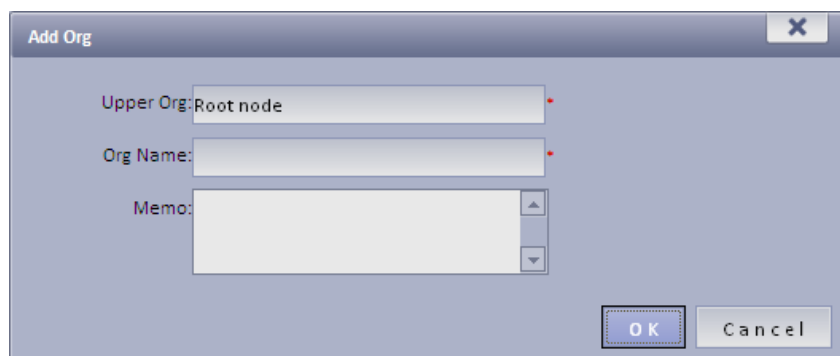 Add Org
Upper Org: Root node *
Org Name: *
Memo:
OK Cancel